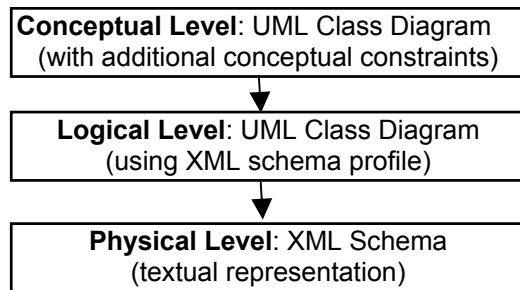 Conceptual Level: UML Class Diagram
(with additional conceptual constraints)
Logical Level: UML Class Diagram
(using XML schema profile)
Physical Level: XML Schema
(textual representation)